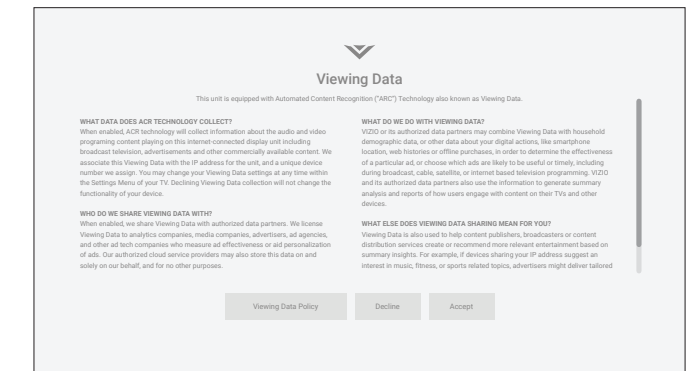 Viewing Data
This unit is equipped with Automated Content Recognition ("ARC") Technology also known as Viewing Data.
WHAT DATA DOES ACR TECHNOLOGY COLLECT?
When enabled, ACR technology will collect information about the audio and video
programing content playing on this internet-connected display unit including
broadcast television, advertisements and other commercially available content. We
associate this Viewing Data with the IP address for the unit, and a unique device
number we assign. You may change your Viewing Data settings at any time within
the Settings Menu of your TV. Declining Viewing Data collection will not change the
functionality of your device.
WHO DO WE SHARE VIEWING DATA WITH?
When enabled, we share Viewing Data with authorized data partners. We license
Viewing Data to analytics companies, media companies, advertisers, ad agencies,
and other ad tech companies who measure ad effectiveness or aid personalization
of ads. Our authorized cloud service providers may also store this data on and
solely on our behalf, and for no other purposes.
WHAT DO WE DO WITH VIEWING DATA?
VIZIO or its authorized data partners may combine Viewing Data with household
demographic data, or other data about your digital actions, like smartphone
location, web histories or offline purchases, in order to determine the effectiveness
of a particular ad, or choose which ads are likely to be useful or timely, including
during broadcast, cable, satellite, or internet based television programming. VIZIO
and its authorized data partners also use the information to generate summary
analysis and reports of how users engage with content on their TVs and other
devices.
WHAT ELSE DOES VIEWING DATA SHARING MEAN FOR YOU?
Viewing Data is also used to help content publishers, broadcasters or content
distribution services create or recommend more relevant entertainment based on
summary insights. For example, if devices sharing your IP address suggest an
interest in music, fitness, or sports related topics, advertisers might deliver tailored
Viewing Data Policy
Decline
Accept